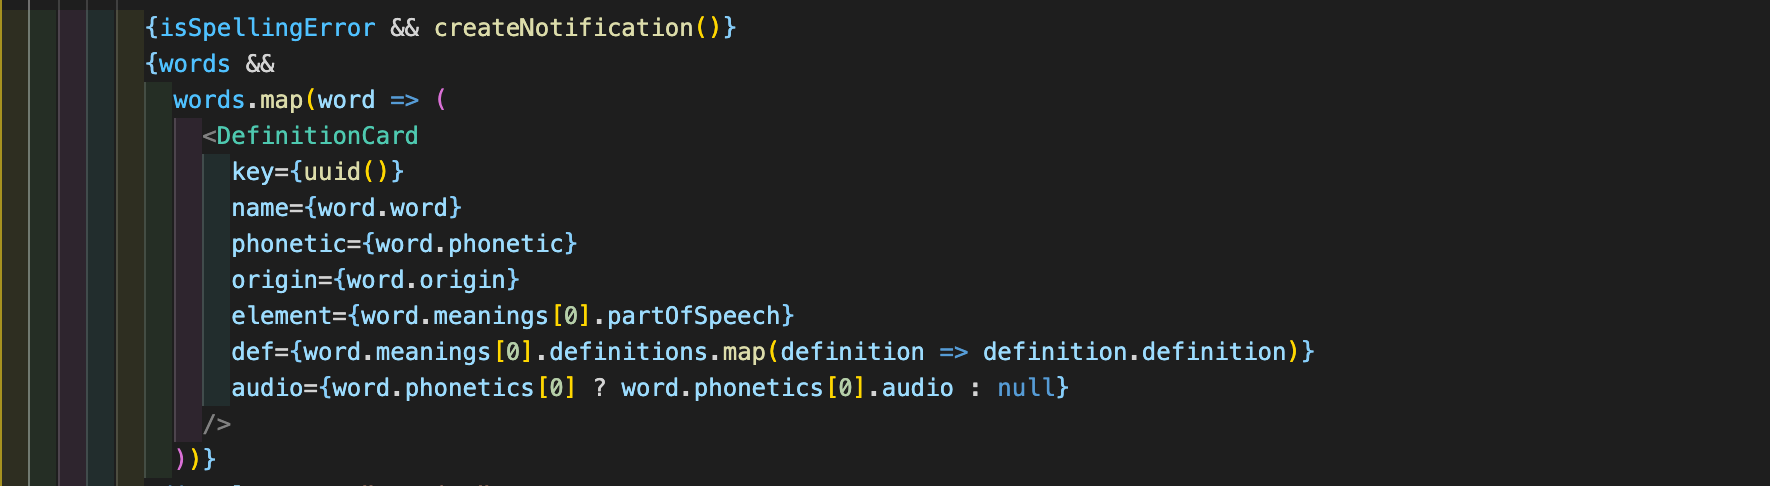 {isSpellingError && createNotification()}
{words &&
words.map(word => (
<DefinitionCard
key={uuid()}
name={word.word}
phonetic={word.phonetic}
origin={word.origin}
element={word.meanings[0].partOfSpeech}
def={word.meanings[0].definitions.map(definition => definition.definition)}
audio={word.phonetics[0] ? word.phonetics[0].audio : null}
/>
))}